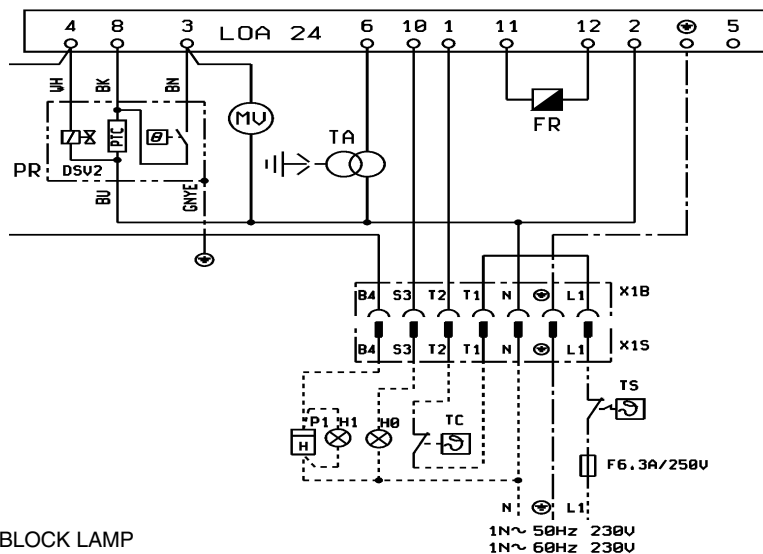 4 8 3 LOA 24 6 10 1 11 12 2 5
WH BK BN
MV
FR
TA
PTC
PR
DSV2
BU
GNYE
B4 S3 T2 T1 N L1 X1B
B4 S3 T2 T1 N L1 X1S
TS
P1 H1 H0 TC
H
F6.3A/250V
N L1
1N~ 50Hz 230V
1N~ 60Hz 230V
BLOCK LAMP